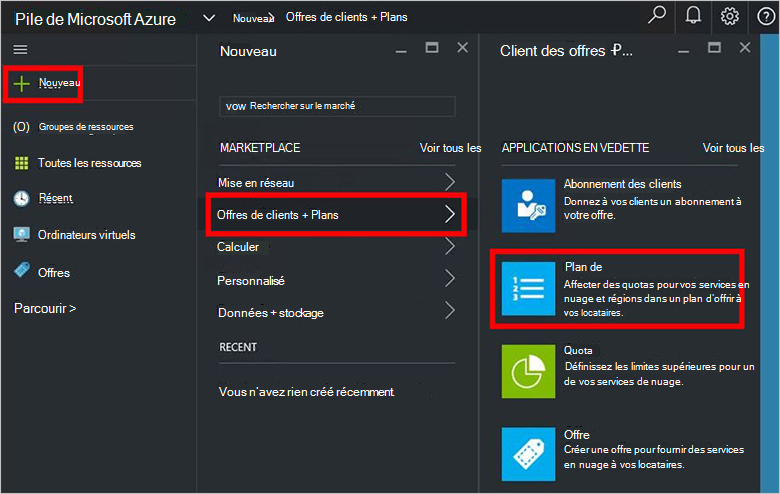 Pile de Microsoft Azure
Nouveau
Offres de clients + Plans
Nouveau
Groupes de ressources
Toutes les ressources
Récent
Ordinateurs virtuels
Offres
Parcourir >
Nouveau
vow Rechercher sur le marché
MARKETPLACE
Voir tous les
Mise en réseau
Offres de clients + Plans
Calculer
Personnalisé
Données + stockage
RECENT
Vous n'avez rien créé récemment.
Client des offres +P...
APPLICATIONS EN VEDETTE
Voir tous les
Abonnement des clients
Donnez à vos clients un abonnement à
votre offre.
Plan de
Affecter des quotas pour vos services en
nuage et régions dans un plan d'offrir à
vos locataires.
Quota
Définissez les limites supérieures pour un
de vos services de nuage.
Offre
Créer une offre pour fournir des services
en nuage à vos locataires.